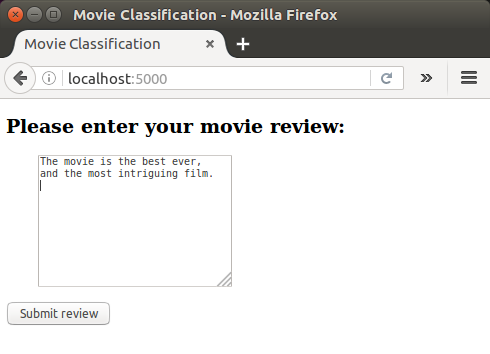 Movie Classification - Mozilla Firefox
Movie Classification
localhost:5000
Please enter your movie review:
The movie is the best ever,
and the most intriguing film.
Submit review